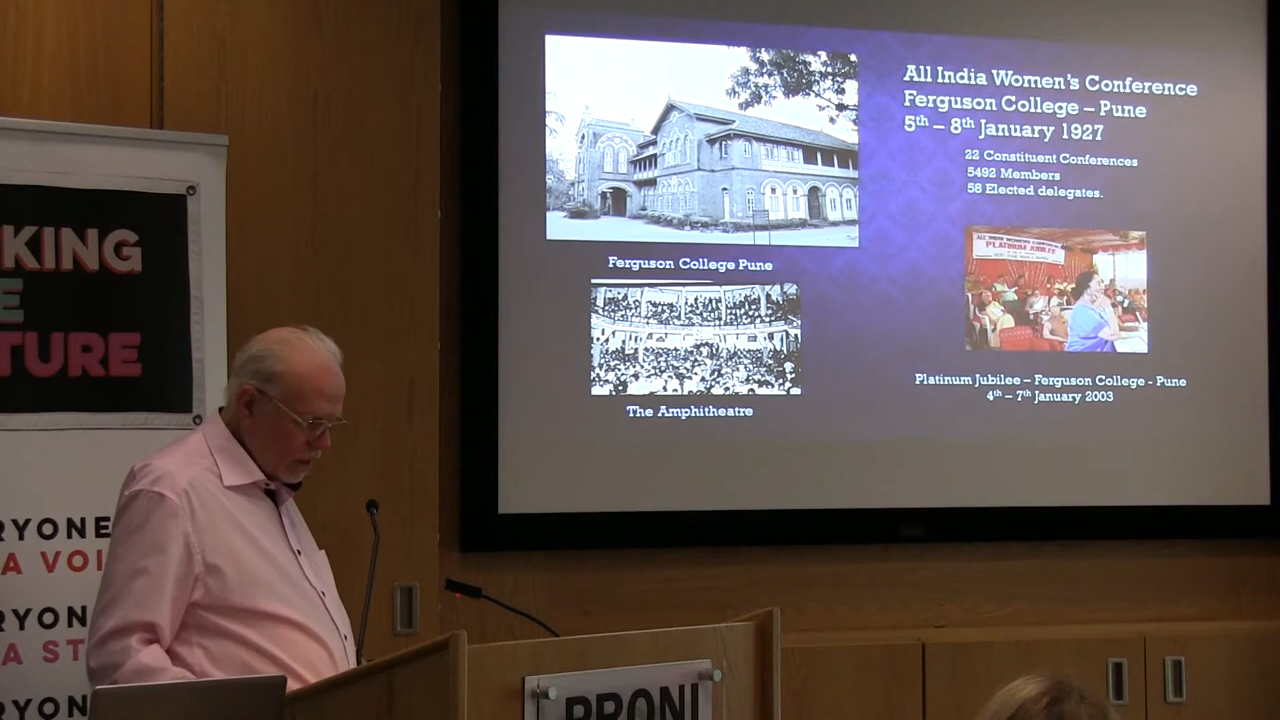 KING
E
TURE
RYONE
A VOI
RYON
A ST
RYON
All India Women's Conference
Ferguson College – Pune
5th – 8th January 1927
22 Constituent Conferences
5492 Members
58 Elected delegates.
Ferguson College Pune
The Amphitheatre
PLATINUM JUBILEE
Platinum Jubilee – Ferguson College - Pune
4th – 7th January 2003
PRONI